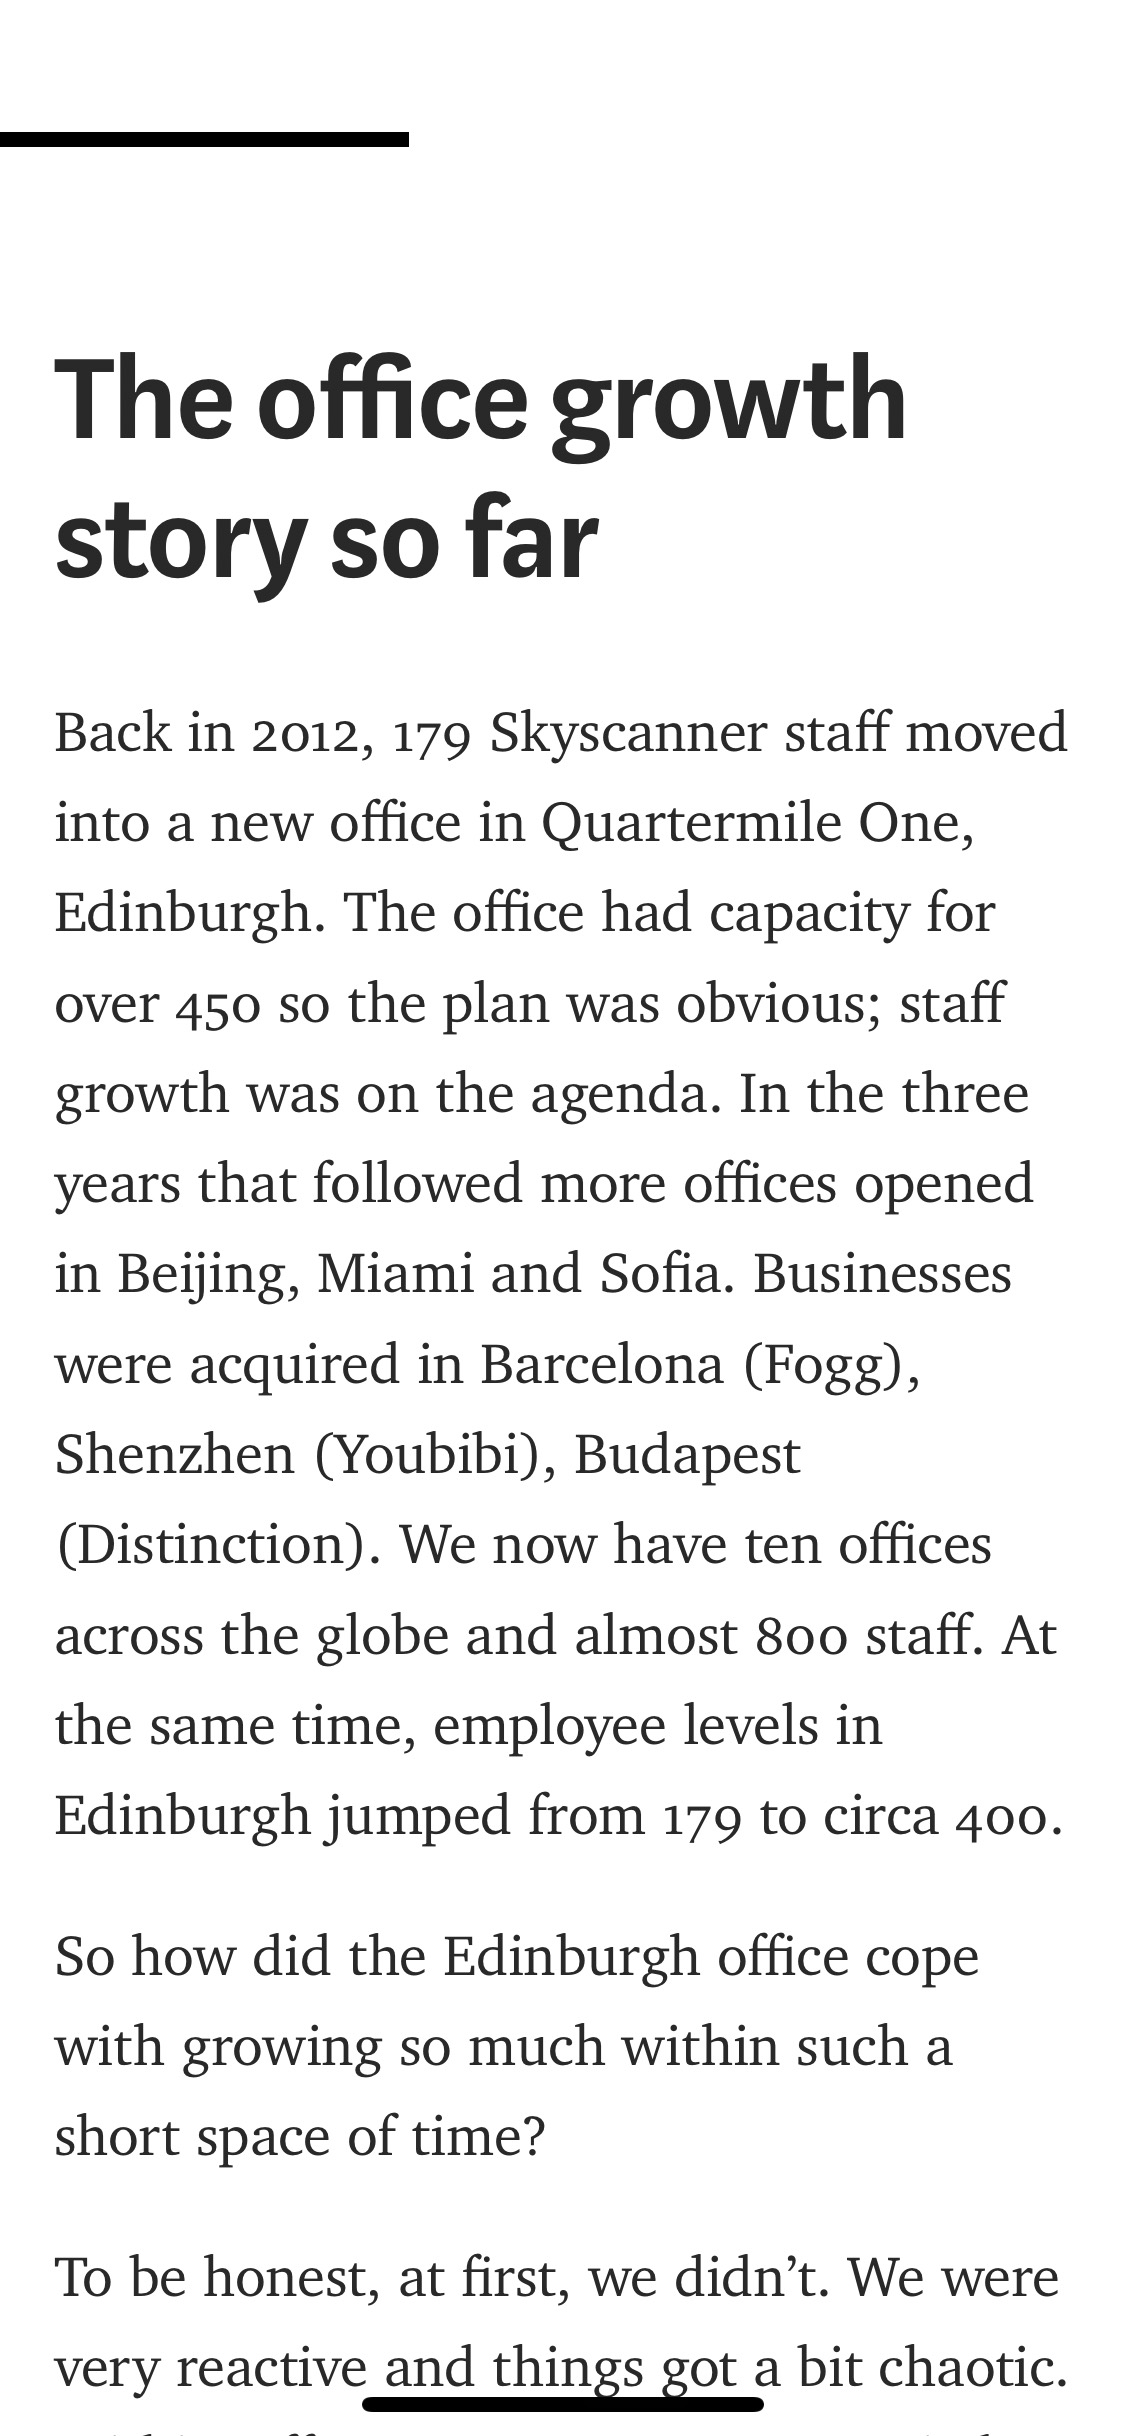 The office growth
story so far
Back in 2012, 179 Skyscanner staff moved
into a new office in Quartermile One,
Edinburgh. The office had capacity for
over 450 so the plan was obvious; staff
growth was on the agenda. In the three
years that followed more offices opened
in Beijing, Miami and Sofia. Businesses
were acquired in Barcelona (Fogg),
Shenzhen (Youbibi), Budapest
(Distinction). We now have ten offices
across the globe and almost 800 staff. At
the same time, employee levels in
Edinburgh jumped from 179 to circa 400.
So how did the Edinburgh office cope
with growing so much within such a
short space of time?
To be honest, at first, we didn’t. We were
very reactive and things got a bit chaotic.